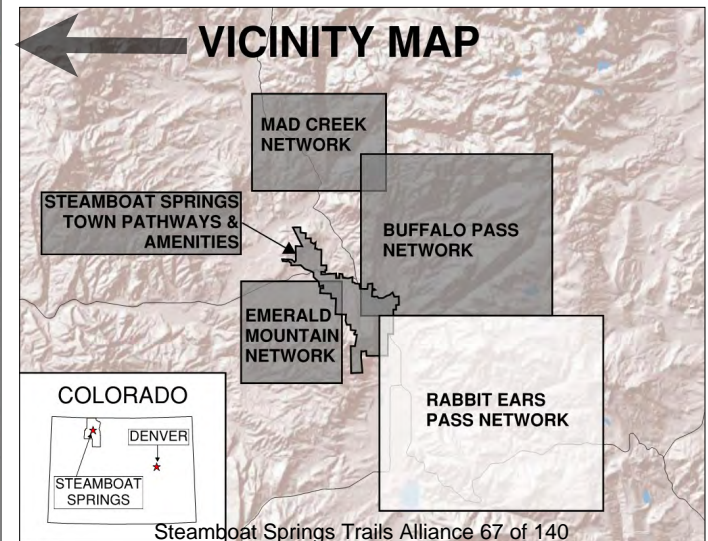 VICINITY MAP
MAD CREEK
NETWORK
STEAMBOAT SPRINGS
TOWN PATHWAYS &
AMENITIES
BUFFALO PASS
NETWORK
EMERALD
MOUNTAIN
NETWORK
RABBIT EARS
PASS NETWORK
COLORADO
DENVER
STEAMBOAT
SPRINGS
Steamboat Springs Trails Alliance 67 of 140